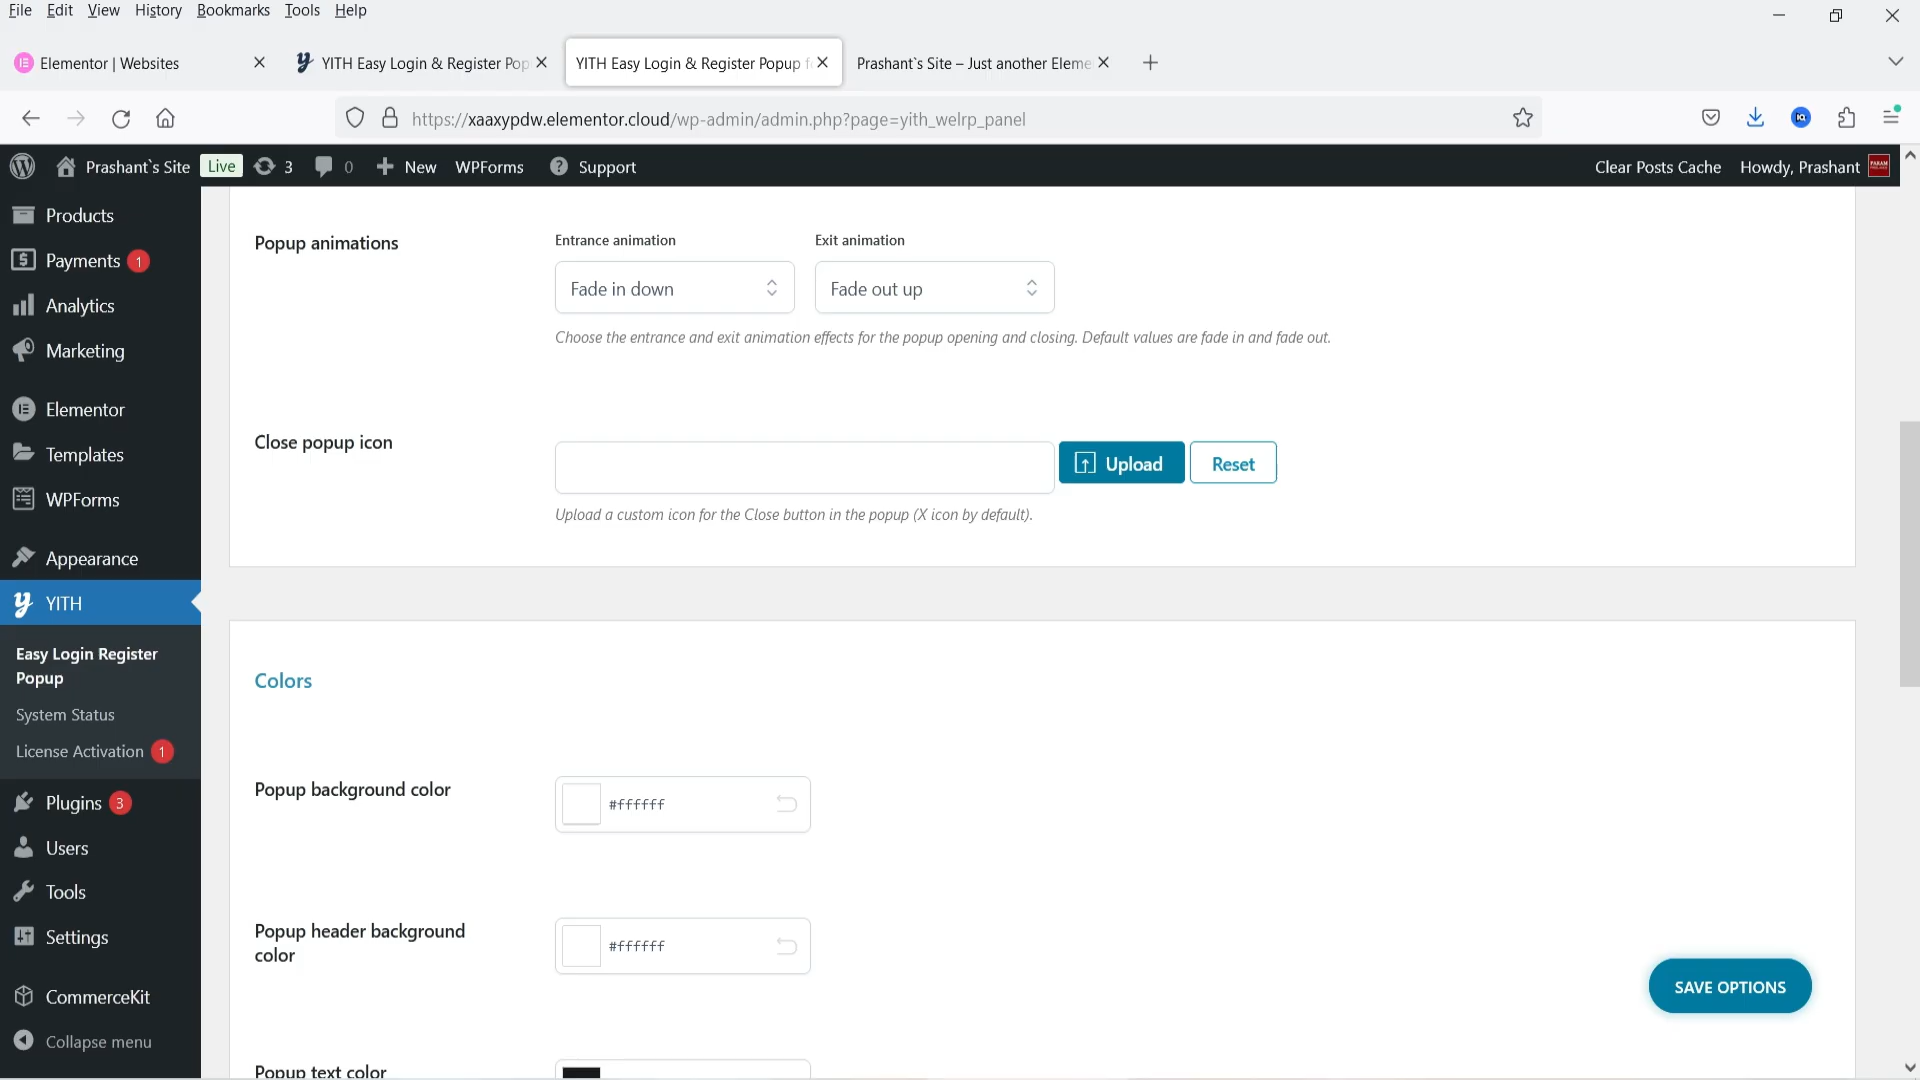 File Edit View History Bookmarks Tools Help
Elementor | Websites
YITH Easy Login & Register Pop
YITH Easy Login & Register Popup f
Prashant`s Site – Just another Eleme
https://xaaxypdw.elementor.cloud/wp-admin/admin.php?page=yith_welrp_panel
Prashant`s Site Live 3 0 New WPForms Support Clear Posts Cache Howdy, Prashant
Products
Payments 1
Analytics
Marketing
Elementor
Templates
WPForms
Appearance
YITH
Easy Login Register
Popup
System Status
License Activation 1
Plugins 3
Users
Tools
Settings
CommerceKit
Collapse menu
Popup animations
Entrance animation
Exit animation
Fade in down
Fade out up
Choose the entrance and exit animation effects for the popup opening and closing. Default values are fade in and fade out.
Close popup icon
Upload
Reset
Upload a custom icon for the Close button in the popup (X icon by default).
Colors
Popup background color
#ffffff
Popup header background
color
#ffffff
Popup text color
SAVE OPTIONS